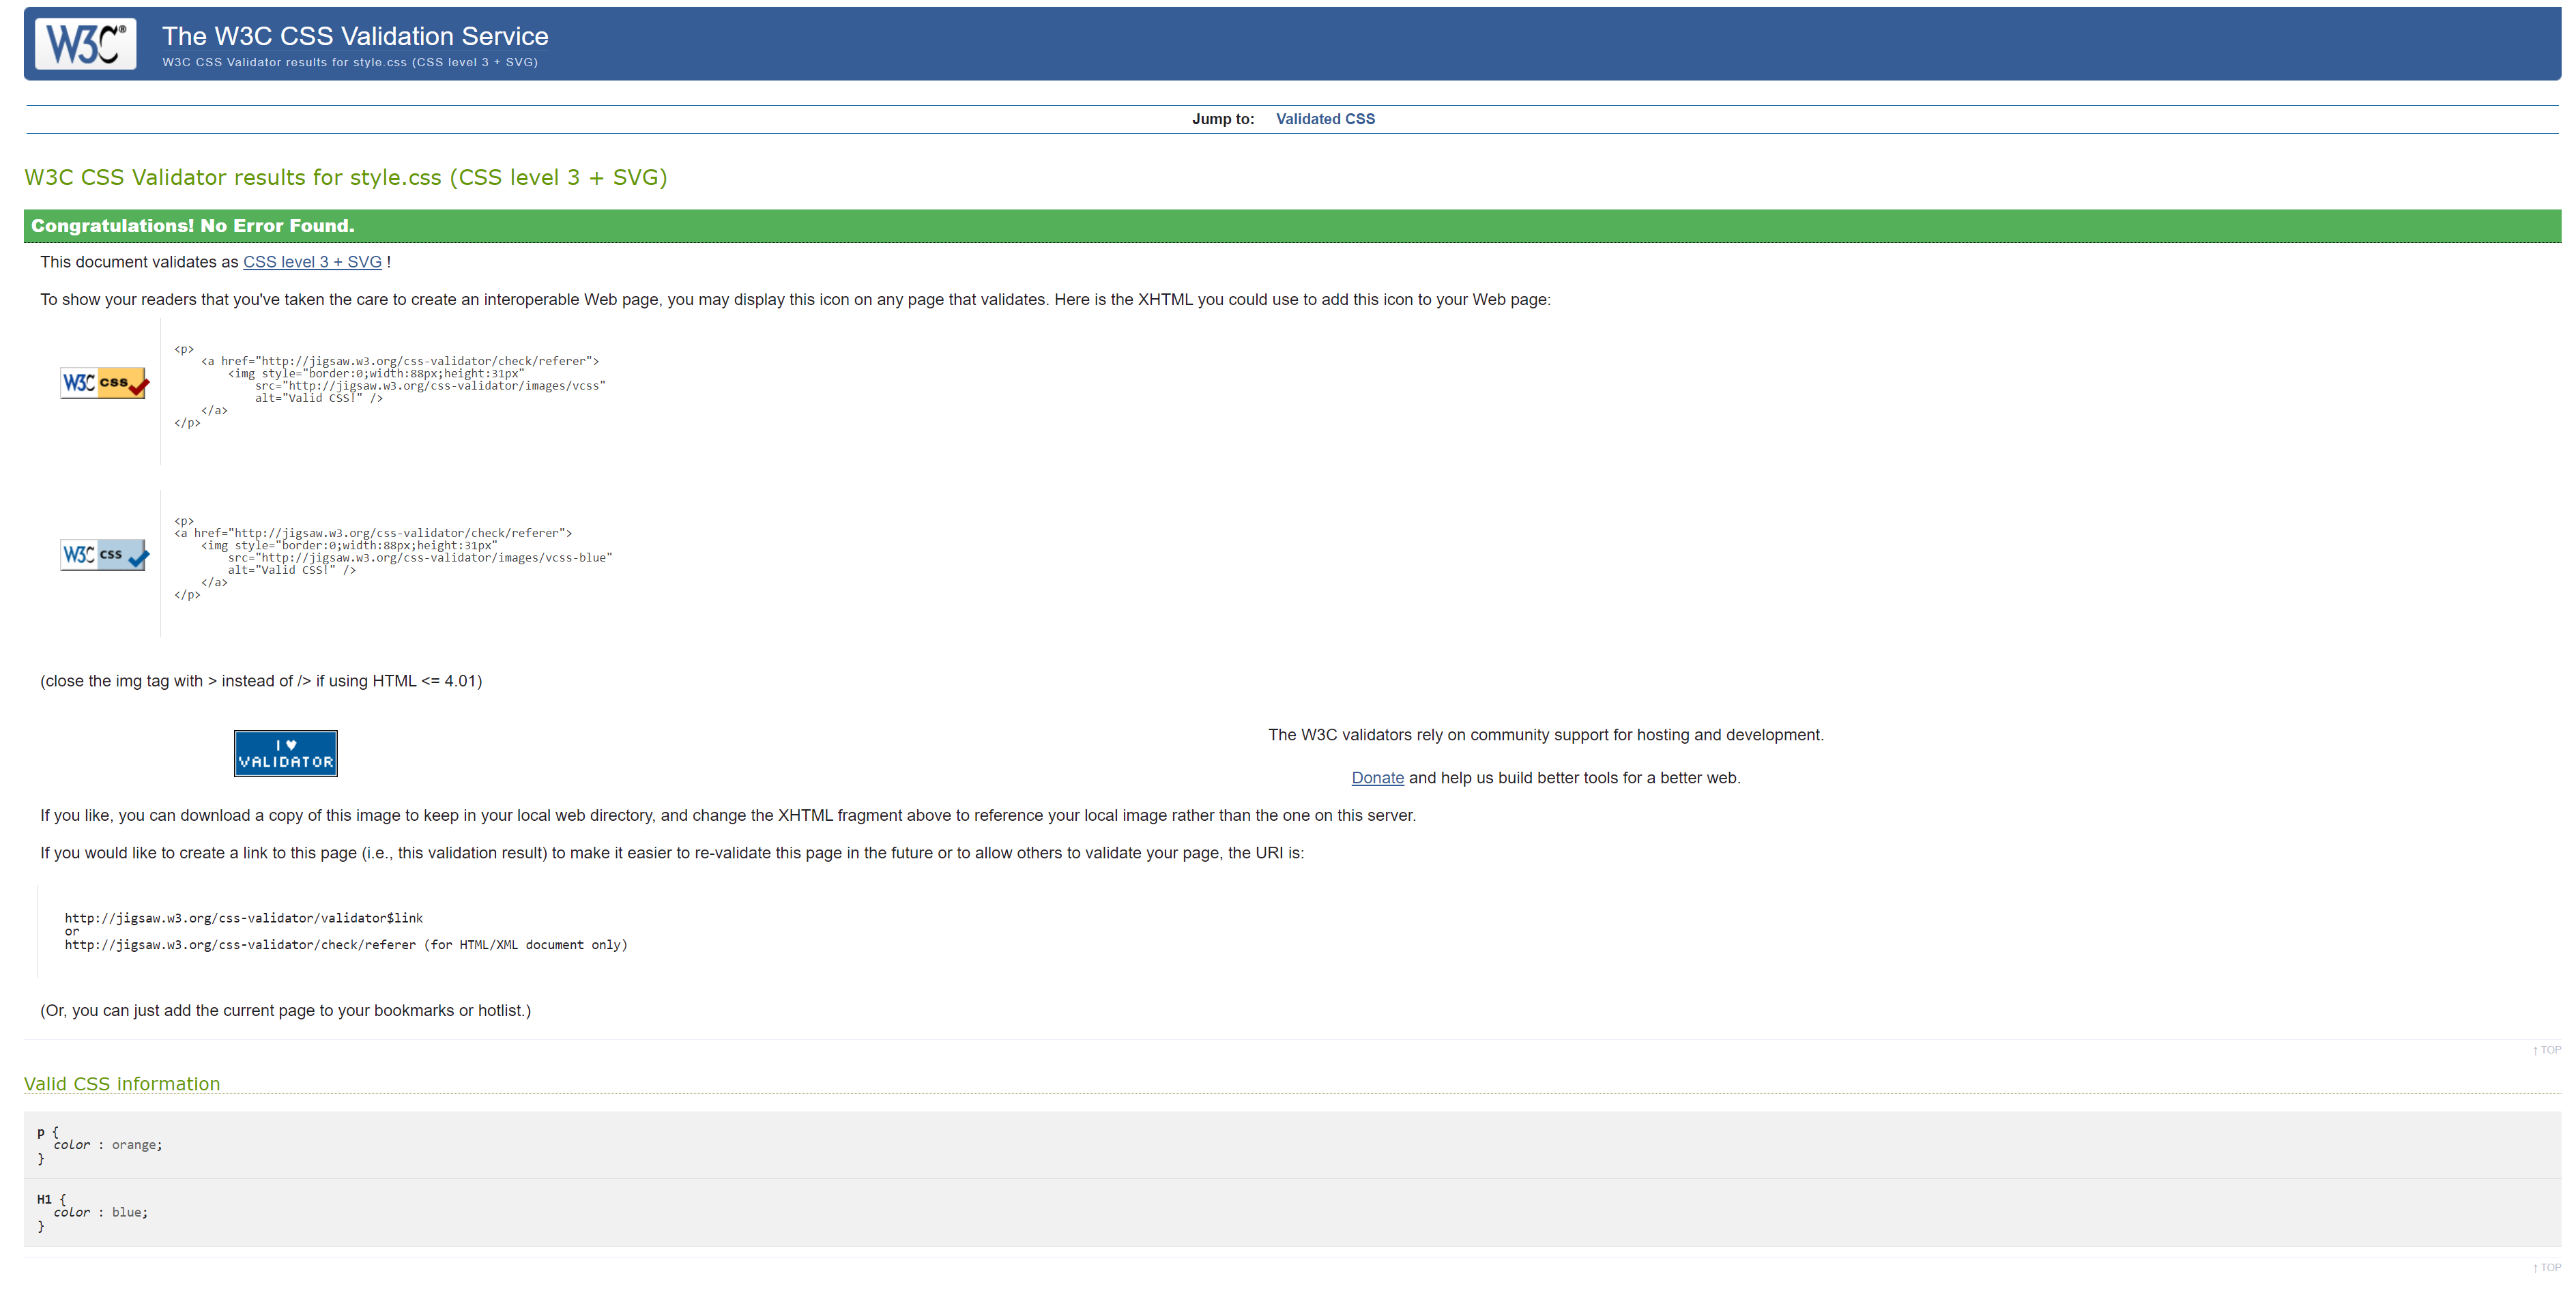 W3C®
The W3C CSS Validation Service
W3C CSS Validator results for style.css (CSS level 3 + SVG)
Jump to: Validated CSS
W3C CSS Validator results for style.css (CSS level 3 + SVG)
Congratulations! No Error Found.
This document validates as CSS level 3 + SVG !
To show your readers that you've taken the care to create an interoperable Web page, you may display this icon on any page that validates. Here is the XHTML you could use to add this icon to your Web page:
W3C css
<p>
    <a href="http://jigsaw.w3.org/css-validator/check/referer">
        <img style="border:0;width:88px;height:31px"
            src="http://jigsaw.w3.org/css-validator/images/vcss"
            alt="Valid CSS!" />
    </a>
</p>
W3C css
<p>
<a href="http://jigsaw.w3.org/css-validator/check/referer">
    <img style="border:0;width:88px;height:31px"
        src="http://jigsaw.w3.org/css-validator/images/vcss-blue"
        alt="Valid CSS!" />
    </a>
</p>
(close the img tag with > instead of /> if using HTML <= 4.01)
I ♥
VALIDATOR
The W3C validators rely on community support for hosting and development.
Donate and help us build better tools for a better web.
If you like, you can download a copy of this image to keep in your local web directory, and change the XHTML fragment above to reference your local image rather than the one on this server.
If you would like to create a link to this page (i.e., this validation result) to make it easier to re-validate this page in the future or to allow others to validate your page, the URI is:
http://jigsaw.w3.org/css-validator/validator$link
or
http://jigsaw.w3.org/css-validator/check/referer (for HTML/XML document only)
(Or, you can just add the current page to your bookmarks or hotlist.)
↑ TOP
Valid CSS information
p {
  color : orange;
}
H1 {
  color : blue;
}
↑ TOP